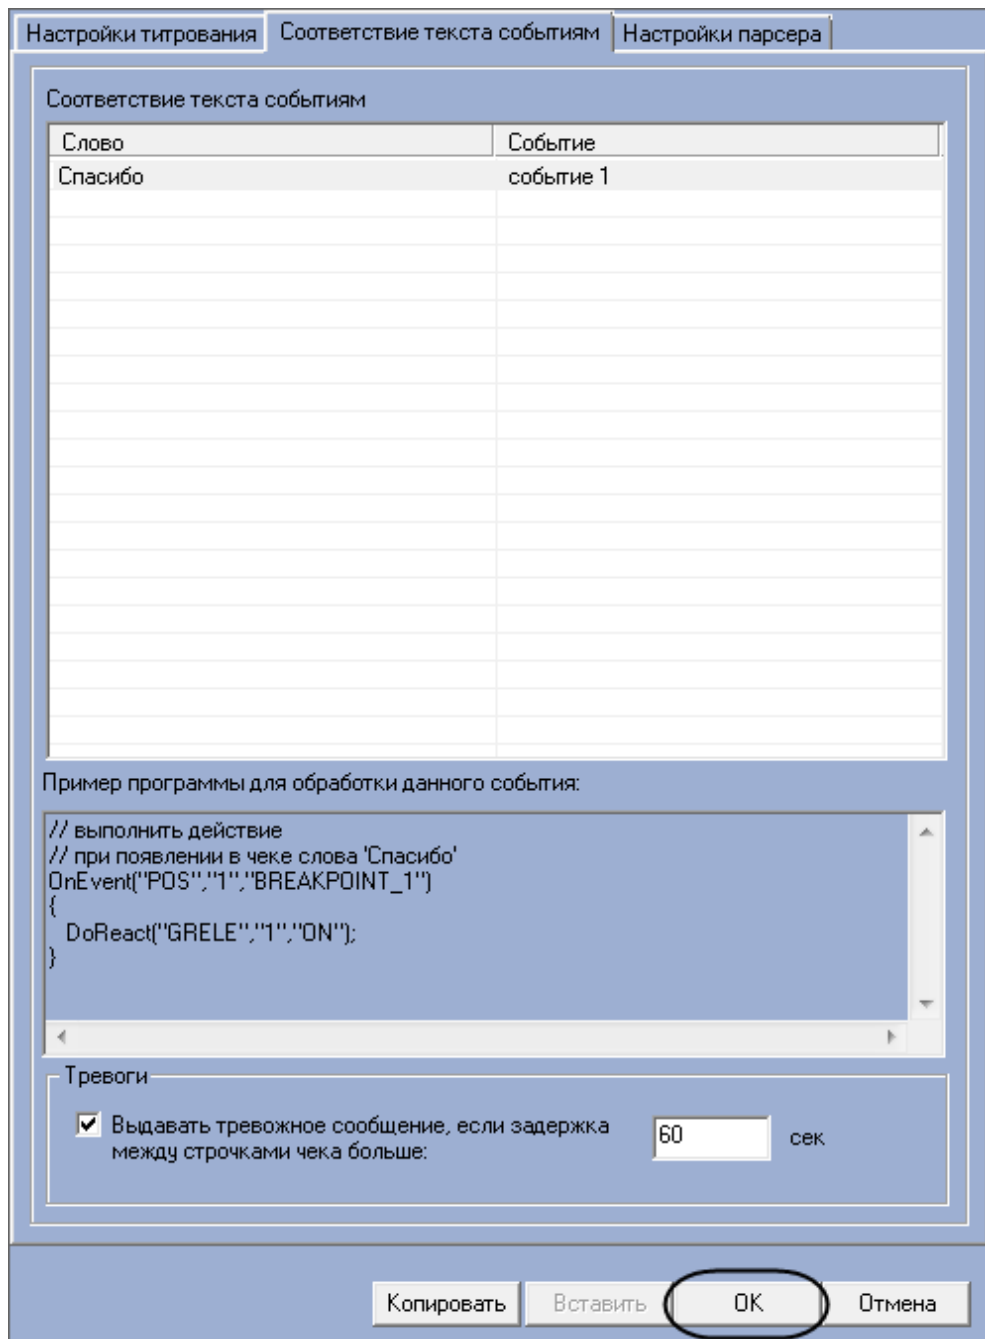 Настройки титрования Соответствие текста событиям Настройки парсера
Соответствие текста событиям
Слово Событие
Спасибо событие 1
Пример программы для обработки данного события:
// выполнить действие
// при появлении в чеке слова 'Спасибо'
OnEvent("POS","1","BREAKPOINT_1")
{
DoReact("GRELE","1","ON");
}
Тревоги
Выдавать тревожное сообщение, если задержка
между строчками чека больше:
60 сек
Копировать Вставить OK Отмена